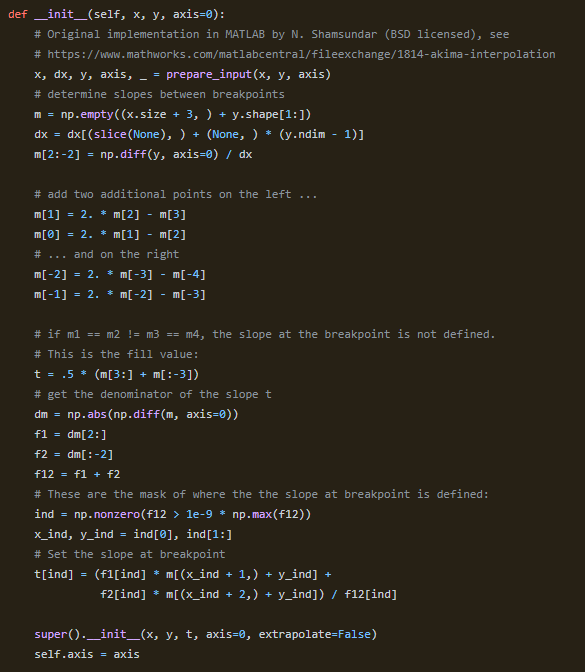 def __init__(self, x, y, axis=0):
# Original implementation in MATLAB by N. Shamsundar (BSD licensed), see
# https://www.mathworks.com/matlabcentral/fileexchange/1814-akima-interpolation
x, dx, y, axis, _ = prepare_input(x, y, axis)
# determine slopes between breakpoints
m = np.empty((x.size + 3, ) + y.shape[1:])
dx = dx[(slice(None), ) + (None, ) * (y.ndim - 1)]
m[2:-2] = np.diff(y, axis=0) / dx
# add two additional points on the left ...
m[1] = 2. * m[2] - m[3]
m[0] = 2. * m[1] - m[2]
# ... and on the right
m[-2] = 2. * m[-3] - m[-4]
m[-1] = 2. * m[-2] - m[-3]
# if m1 == m2 != m3 == m4, the slope at the breakpoint is not defined.
# This is the fill value:
t = .5 * (m[3:] + m[:-3])
# get the denominator of the slope t
dm = np.abs(np.diff(m, axis=0))
f1 = dm[2:]
f2 = dm[:-2]
f12 = f1 + f2
# These are the mask of where the the slope at breakpoint is defined:
ind = np.nonzero(f12 > 1e-9 * np.max(f12))
x_ind, y_ind = ind[0], ind[1:]
# Set the slope at breakpoint
t[ind] = (f1[ind] * m[(x_ind + 1,) + y_ind] +
f2[ind] * m[(x_ind + 2,) + y_ind]) / f12[ind]
super().__init__(x, y, t, axis=0, extrapolate=False)
self.axis = axis